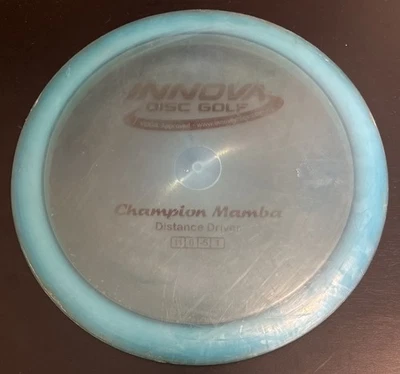 INNOVA
DISC GOLF
Champion Mamba
Distance Driver